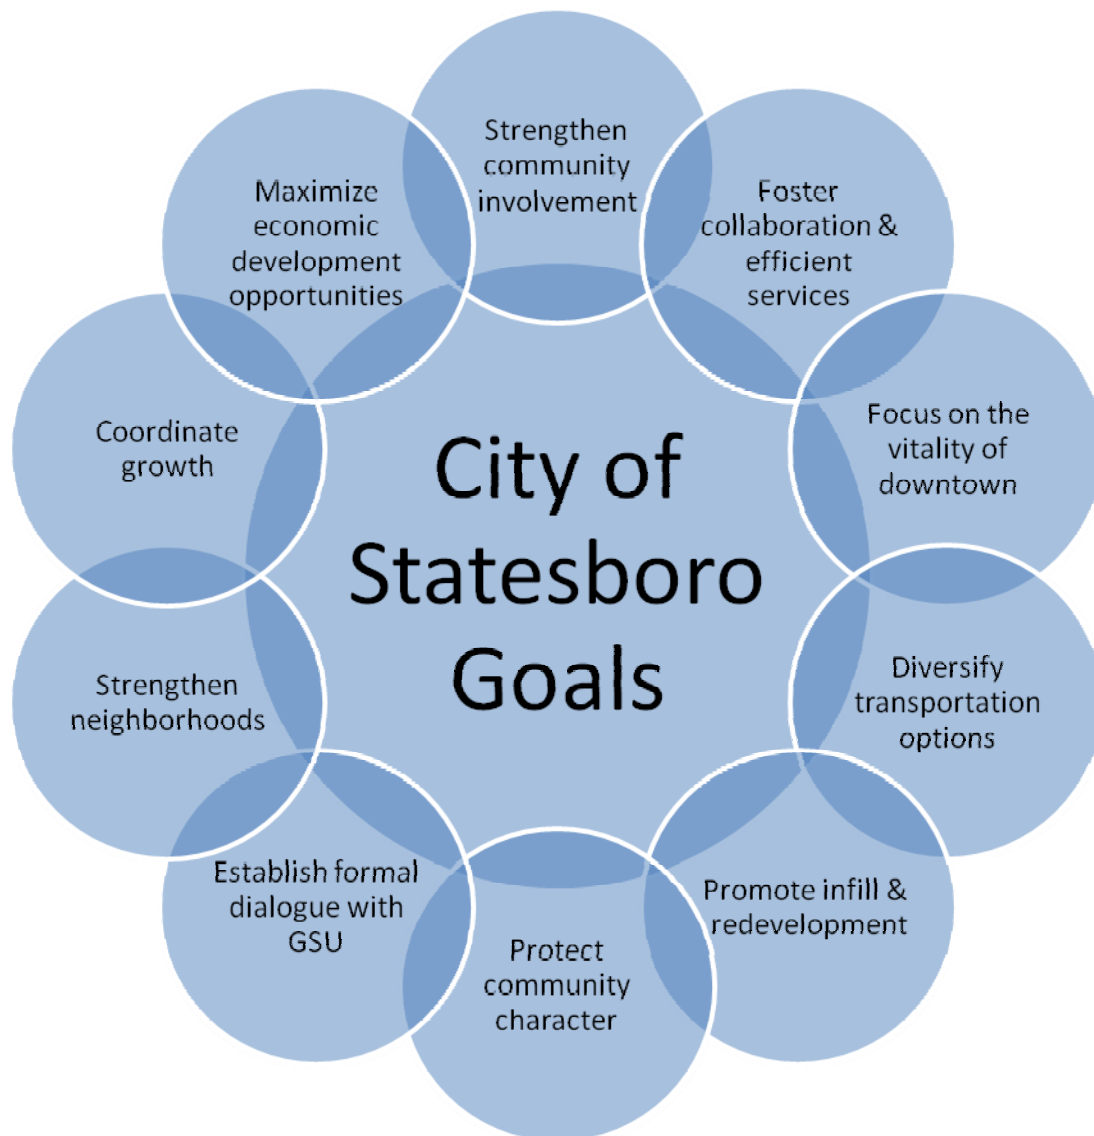 Strengthen
community
involvement
Foster
collaboration &
efficient
services
Focus on the
vitality of
downtown
Diversify
transportation
options
Promote infill &
redevelopment
Protect
community
character
Establish formal
dialogue with
GSU
Strengthen
neighborhoods
Coordinate
growth
Maximize
economic
development
opportunities
City of
Statesboro
Goals